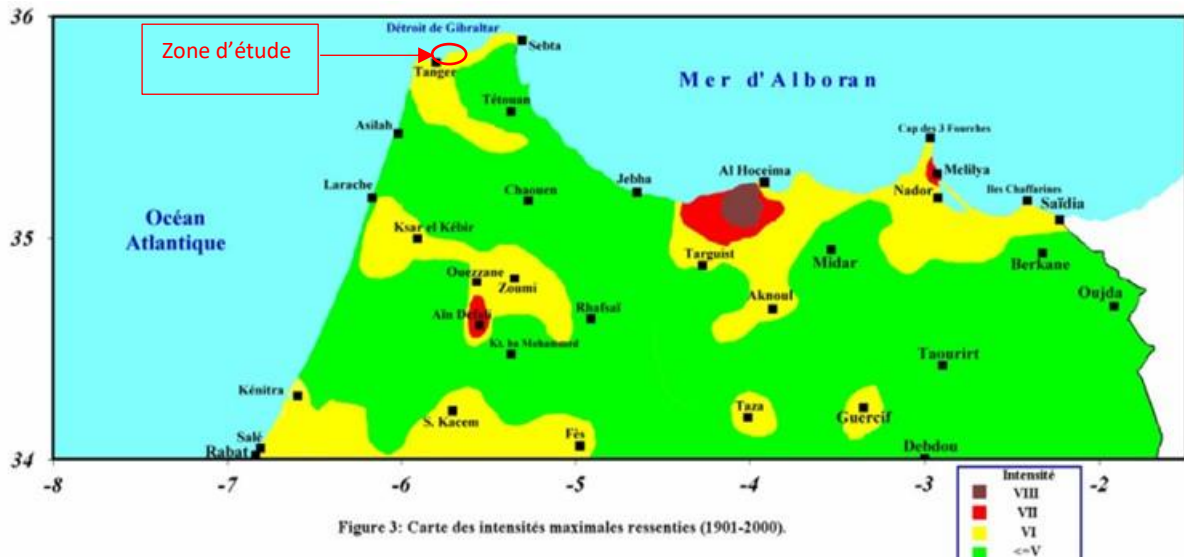 36
Détroit de Gibraltar
Zone d'étude
Sebta
Tanger
Mer d'Alboran
Tétouan
Asilah
Cap des 3 Fourches
Al Hoceima
Melilya
Larache
Jebha
Nador
Iles Chaffarines
Chaouen
Saïdia
Océan
Atlantique
Ksar el Kébir
35
Targuist
Midar
Berkane
Ouezzane
Zoumi
Aknoul
Oujda
Aïn Defali
Rhafsaï
Kt. ba Mohammed
Taourirt
Kénitra
S. Kacem
Taza
Guercif
Salé
Fès
Rabat
Debdou
34
-8
-7
-6
-5
-4
-3
-2
Intensité
VIII
VII
VI
<=V
Figure 3: Carte des intensités maximales ressenties (1901-2000).